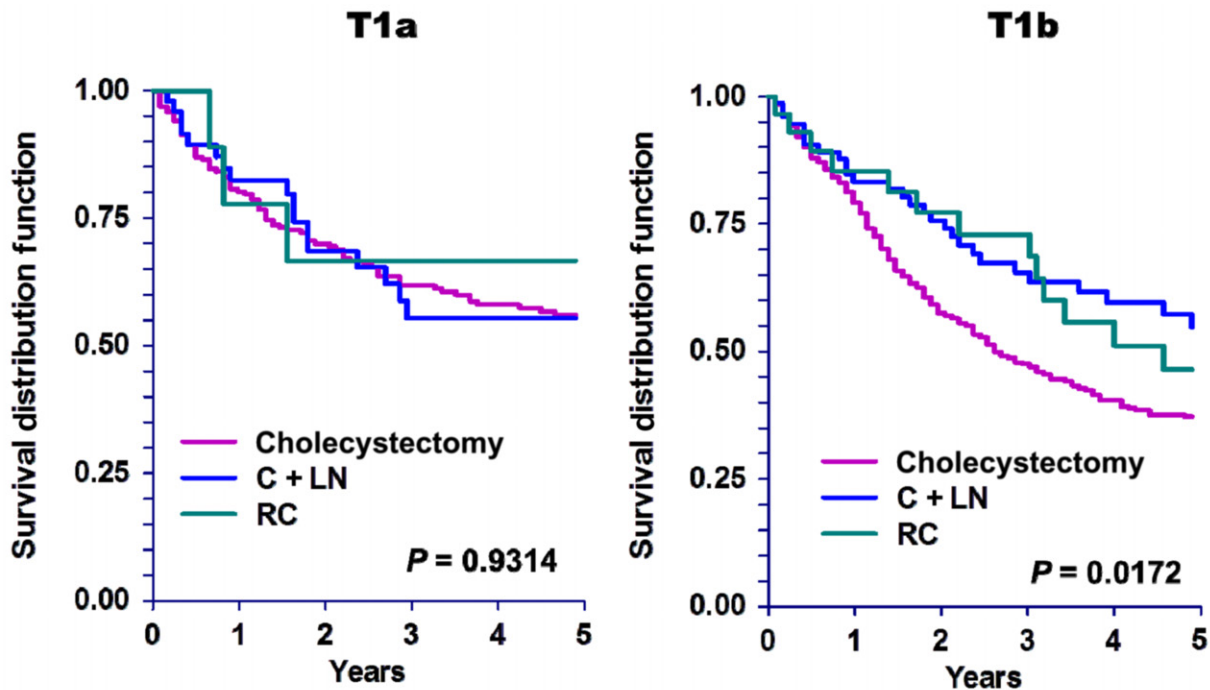 T1a
Survival distribution function
1.00
0.75
0.50
0.25
0.00
Cholecystectomy
C + LN
RC
P = 0.9314
0 1 2 3 4 5
Years
T1b
Survival distribution function
1.00
0.75
0.50
0.25
0.00
Cholecystectomy
C + LN
RC
P = 0.0172
0 1 2 3 4 5
Years